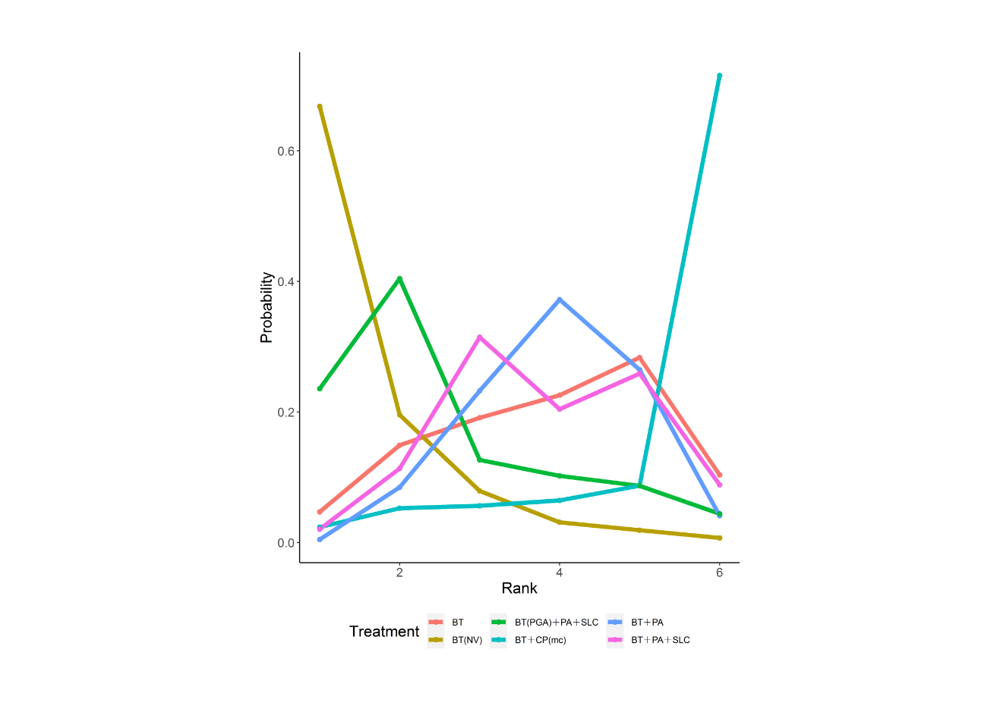 0.6
0.4
0.2
0.0
Probability
2 4 6
Rank
Treatment
BT BT(PGA)+PA+SLC BT+PA
BT(NV) BT+CP(mc) BT+PA+SLC